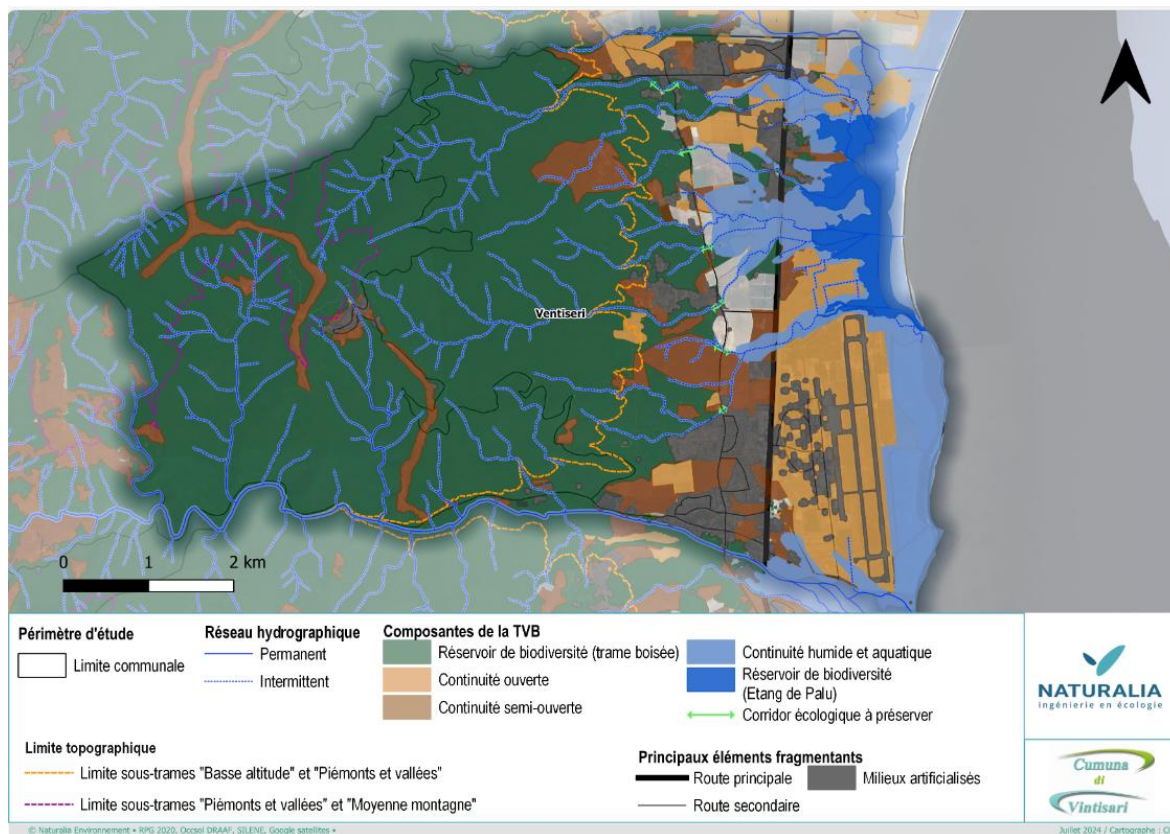 Ventiseri
0 1 2 km
Périmètre d'étude
Limite communale
Réseau hydrographique
Permanent
Intermittent
Composantes de la TVB
Réservoir de biodiversité (trame boisée)
Continuité ouverte
Continuité semi-ouverte
Continuité humide et aquatique
Réservoir de biodiversité
(Etang de Palu)
Corridor écologique à préserver
Limite topographique
Limite sous-trames "Basse altitude" et "Piémonts et vallées"
Limite sous-trames "Piémonts et vallées" et "Moyenne montagne"
Principaux éléments fragmentants
Route principale
Milieux artificialisés
Route secondaire
NATURALIA
ingénierie en écologie
Cumuna
di
Vintisari
© Naturalia Environnement • RPG 2020, Occsol DRAAF, SILENE, Google satellites •
Juillet 2024 / Cartographe : C